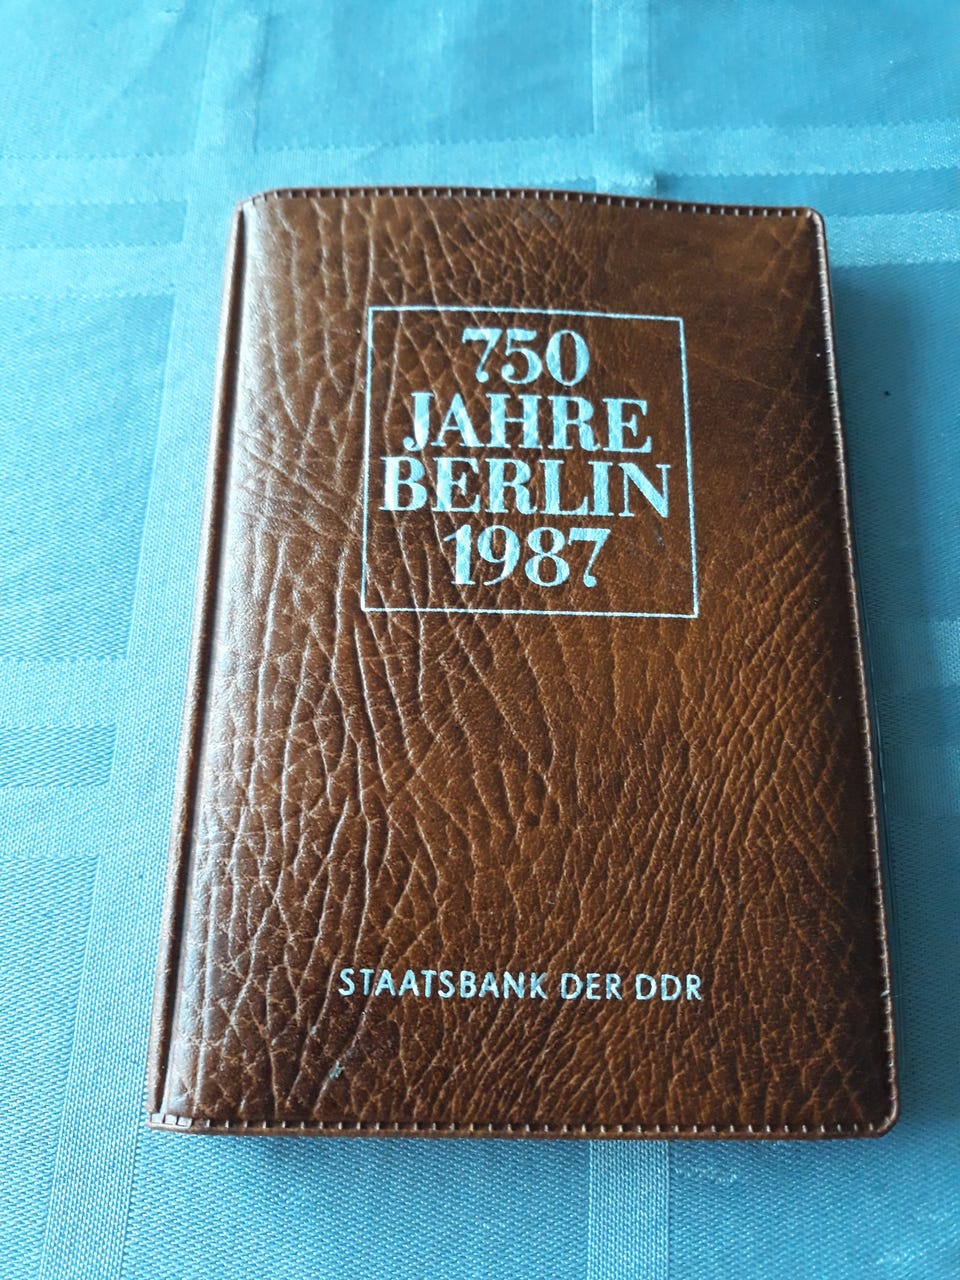 750
JAHRE
BERLIN
1987
STAATSBANK DER DDR